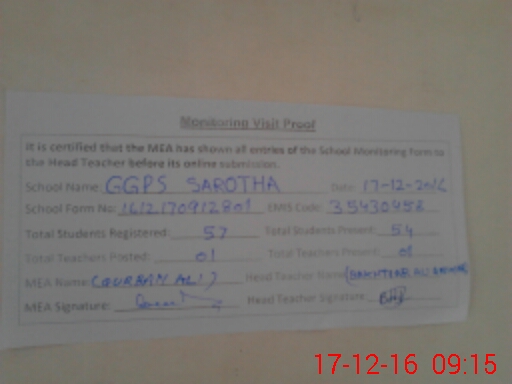 Monitoring Visit Proof
It is certified that the MEA has shown all entries of the School Monitoring Form to
the Head Teacher before its online submission.
School Name: GGPS SAROTHA Date: 17-12-2016
School Form No: 1612170912801 EMIS Code: 35430958
Total Students Registered: 57 Total Students Present: 54
Total Teachers Posted: 01 Total Teachers Present: 01
MEA Name: (QURBAN ALI) Head Teacher Name: ALI
MEA Signature: Head Teacher Signature:
17-12-16 09:15